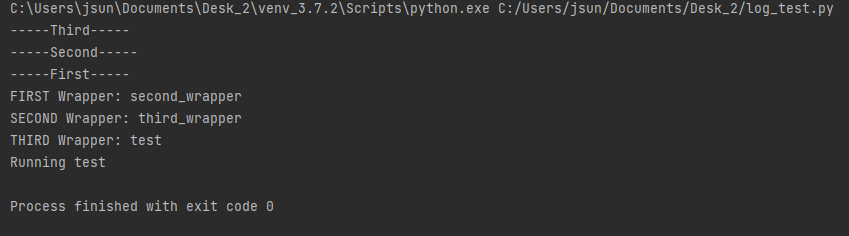 C:\Users\jsun\Documents\Desk_2\venv_3.7.2\Scripts\python.exe C:/Users/jsun/Documents/Desk_2/log_test.py
-----Third-----
-----Second-----
-----First-----
FIRST Wrapper: second_wrapper
SECOND Wrapper: third_wrapper
THIRD Wrapper: test
Running test
Process finished with exit code 0